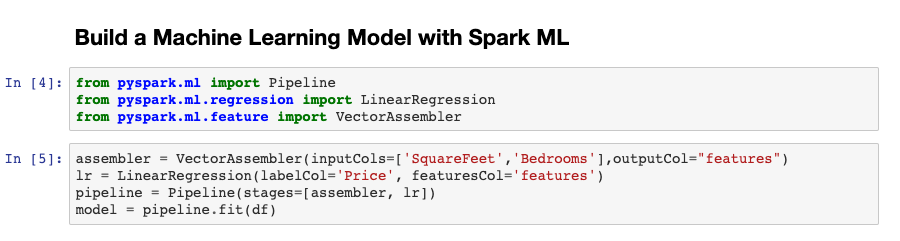 Build a Machine Learning Model with Spark ML
In [4]: from pyspark.ml import Pipeline
from pyspark.ml.regression import LinearRegression
from pyspark.ml.feature import VectorAssembler
In [5]: assembler = VectorAssembler(inputCols=['SquareFeet','Bedrooms'],outputCol="features")
lr = LinearRegression(labelCol='Price', featuresCol='features')
pipeline = Pipeline(stages=[assembler, lr])
model = pipeline.fit(df)